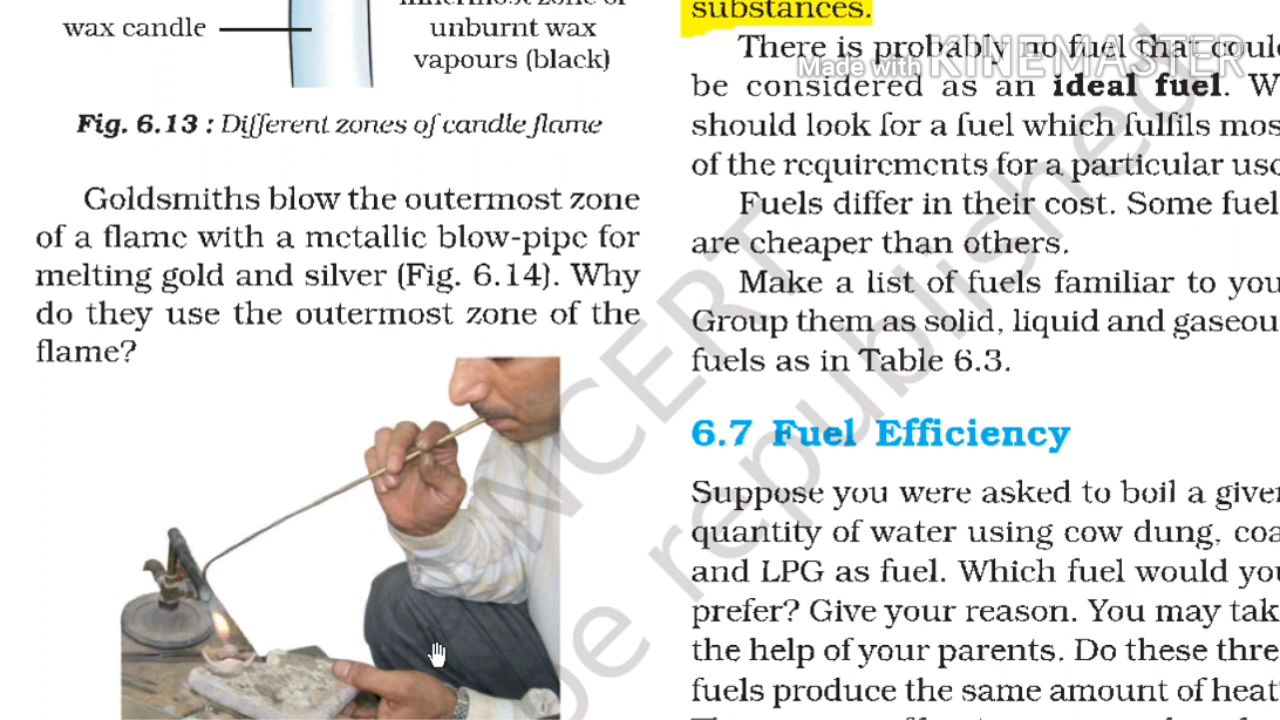 wax candle
unburnt wax
vapours (black)
Fig. 6.13 : Different zones of candle flame
Goldsmiths blow the outermost zone
of a flame with a metallic blow-pipe for
melting gold and silver (Fig. 6.14). Why
do they use the outermost zone of the
flame?
substances.
There is probably no fuel that could
be considered as an ideal fuel. W
should look for a fuel which fulfils mos
of the requirements for a particular use
Fuels differ in their cost. Some fuel
are cheaper than others.
Make a list of fuels familiar to you
Group them as solid, liquid and gaseou
fuels as in Table 6.3.
6.7 Fuel Efficiency
Suppose you were asked to boil a given
quantity of water using cow dung, coa
and LPG as fuel. Which fuel would you
prefer? Give your reason. You may tak
the help of your parents. Do these thre
fuels produce the same amount of heat
Made with KINEMASTER
NCERT
be republished